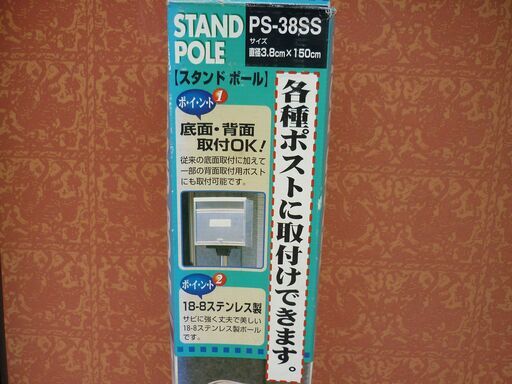 STAND
POLE
PS-38SS
サイズ
直径3.8cm×150cm
【スタンド ポール】
ポ・イ・ン・ト 1
底面・背面
取付OK!
従来の底面取付に加えて
一部の背面取付用ポスト
にも取付可能です。
ポ・イ・ン・ト 2
18-8ステンレス製
サビに強く丈夫で美しい
18-8ステンレス製ポール
です。
各種ポストに取付けできます。